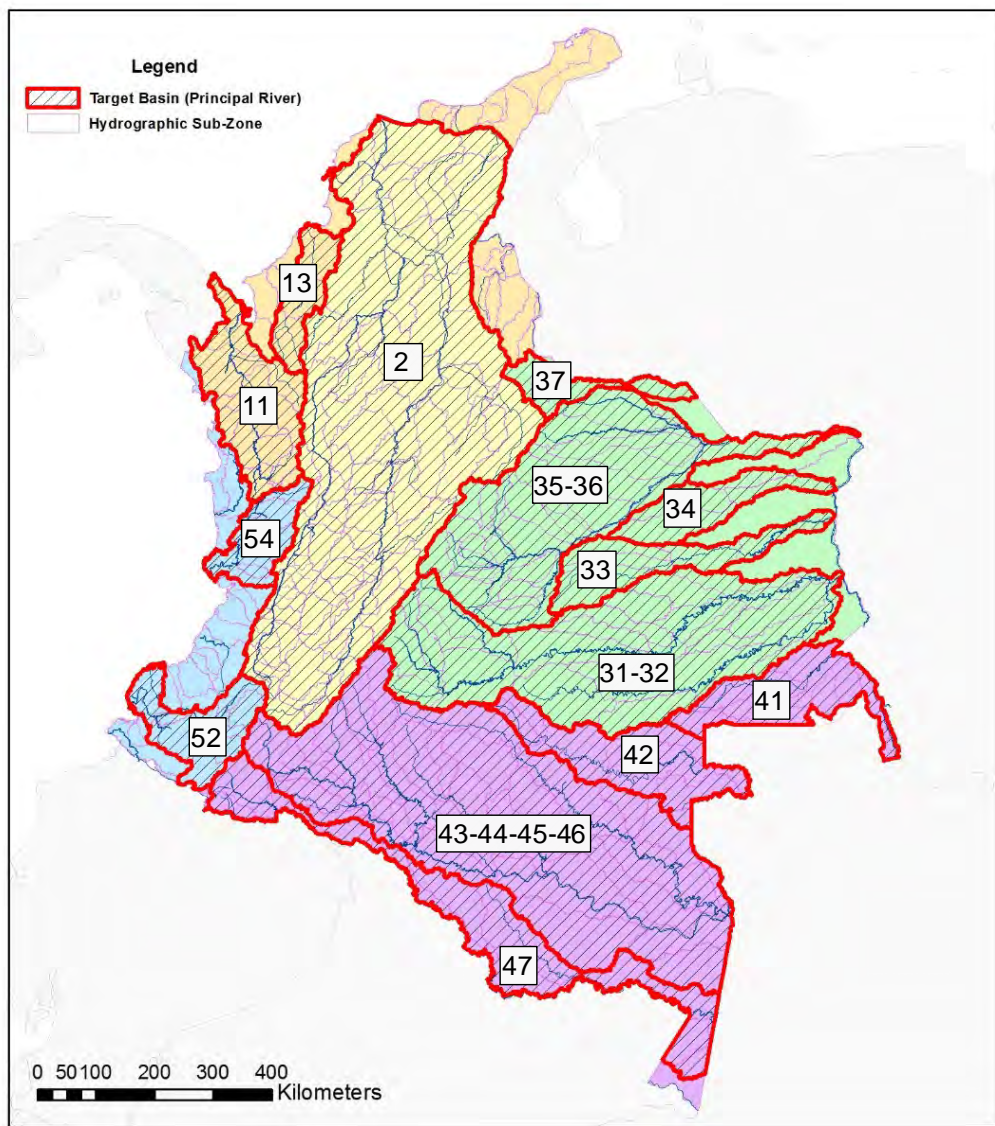 Legend
Target Basin (Principal River)
Hydrographic Sub-Zone
13
2
37
11
35-36
34
54
33
31-32
41
52
42
43-44-45-46
47
0 50 100 200 300 400
Kilometers